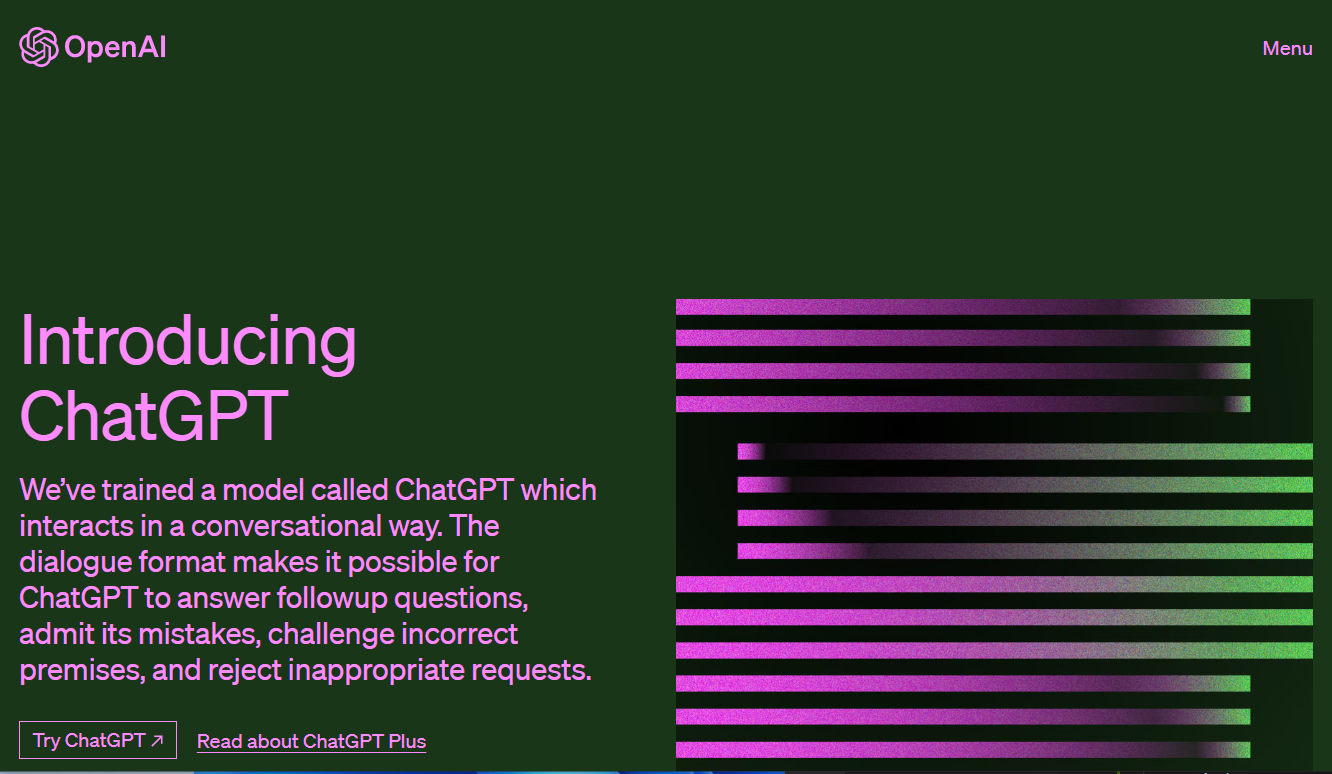 OpenAI
Menu
Introducing
ChatGPT
We’ve trained a model called ChatGPT which
interacts in a conversational way. The
dialogue format makes it possible for
ChatGPT to answer followup questions,
admit its mistakes, challenge incorrect
premises, and reject inappropriate requests.
Try ChatGPT ↗
Read about ChatGPT Plus